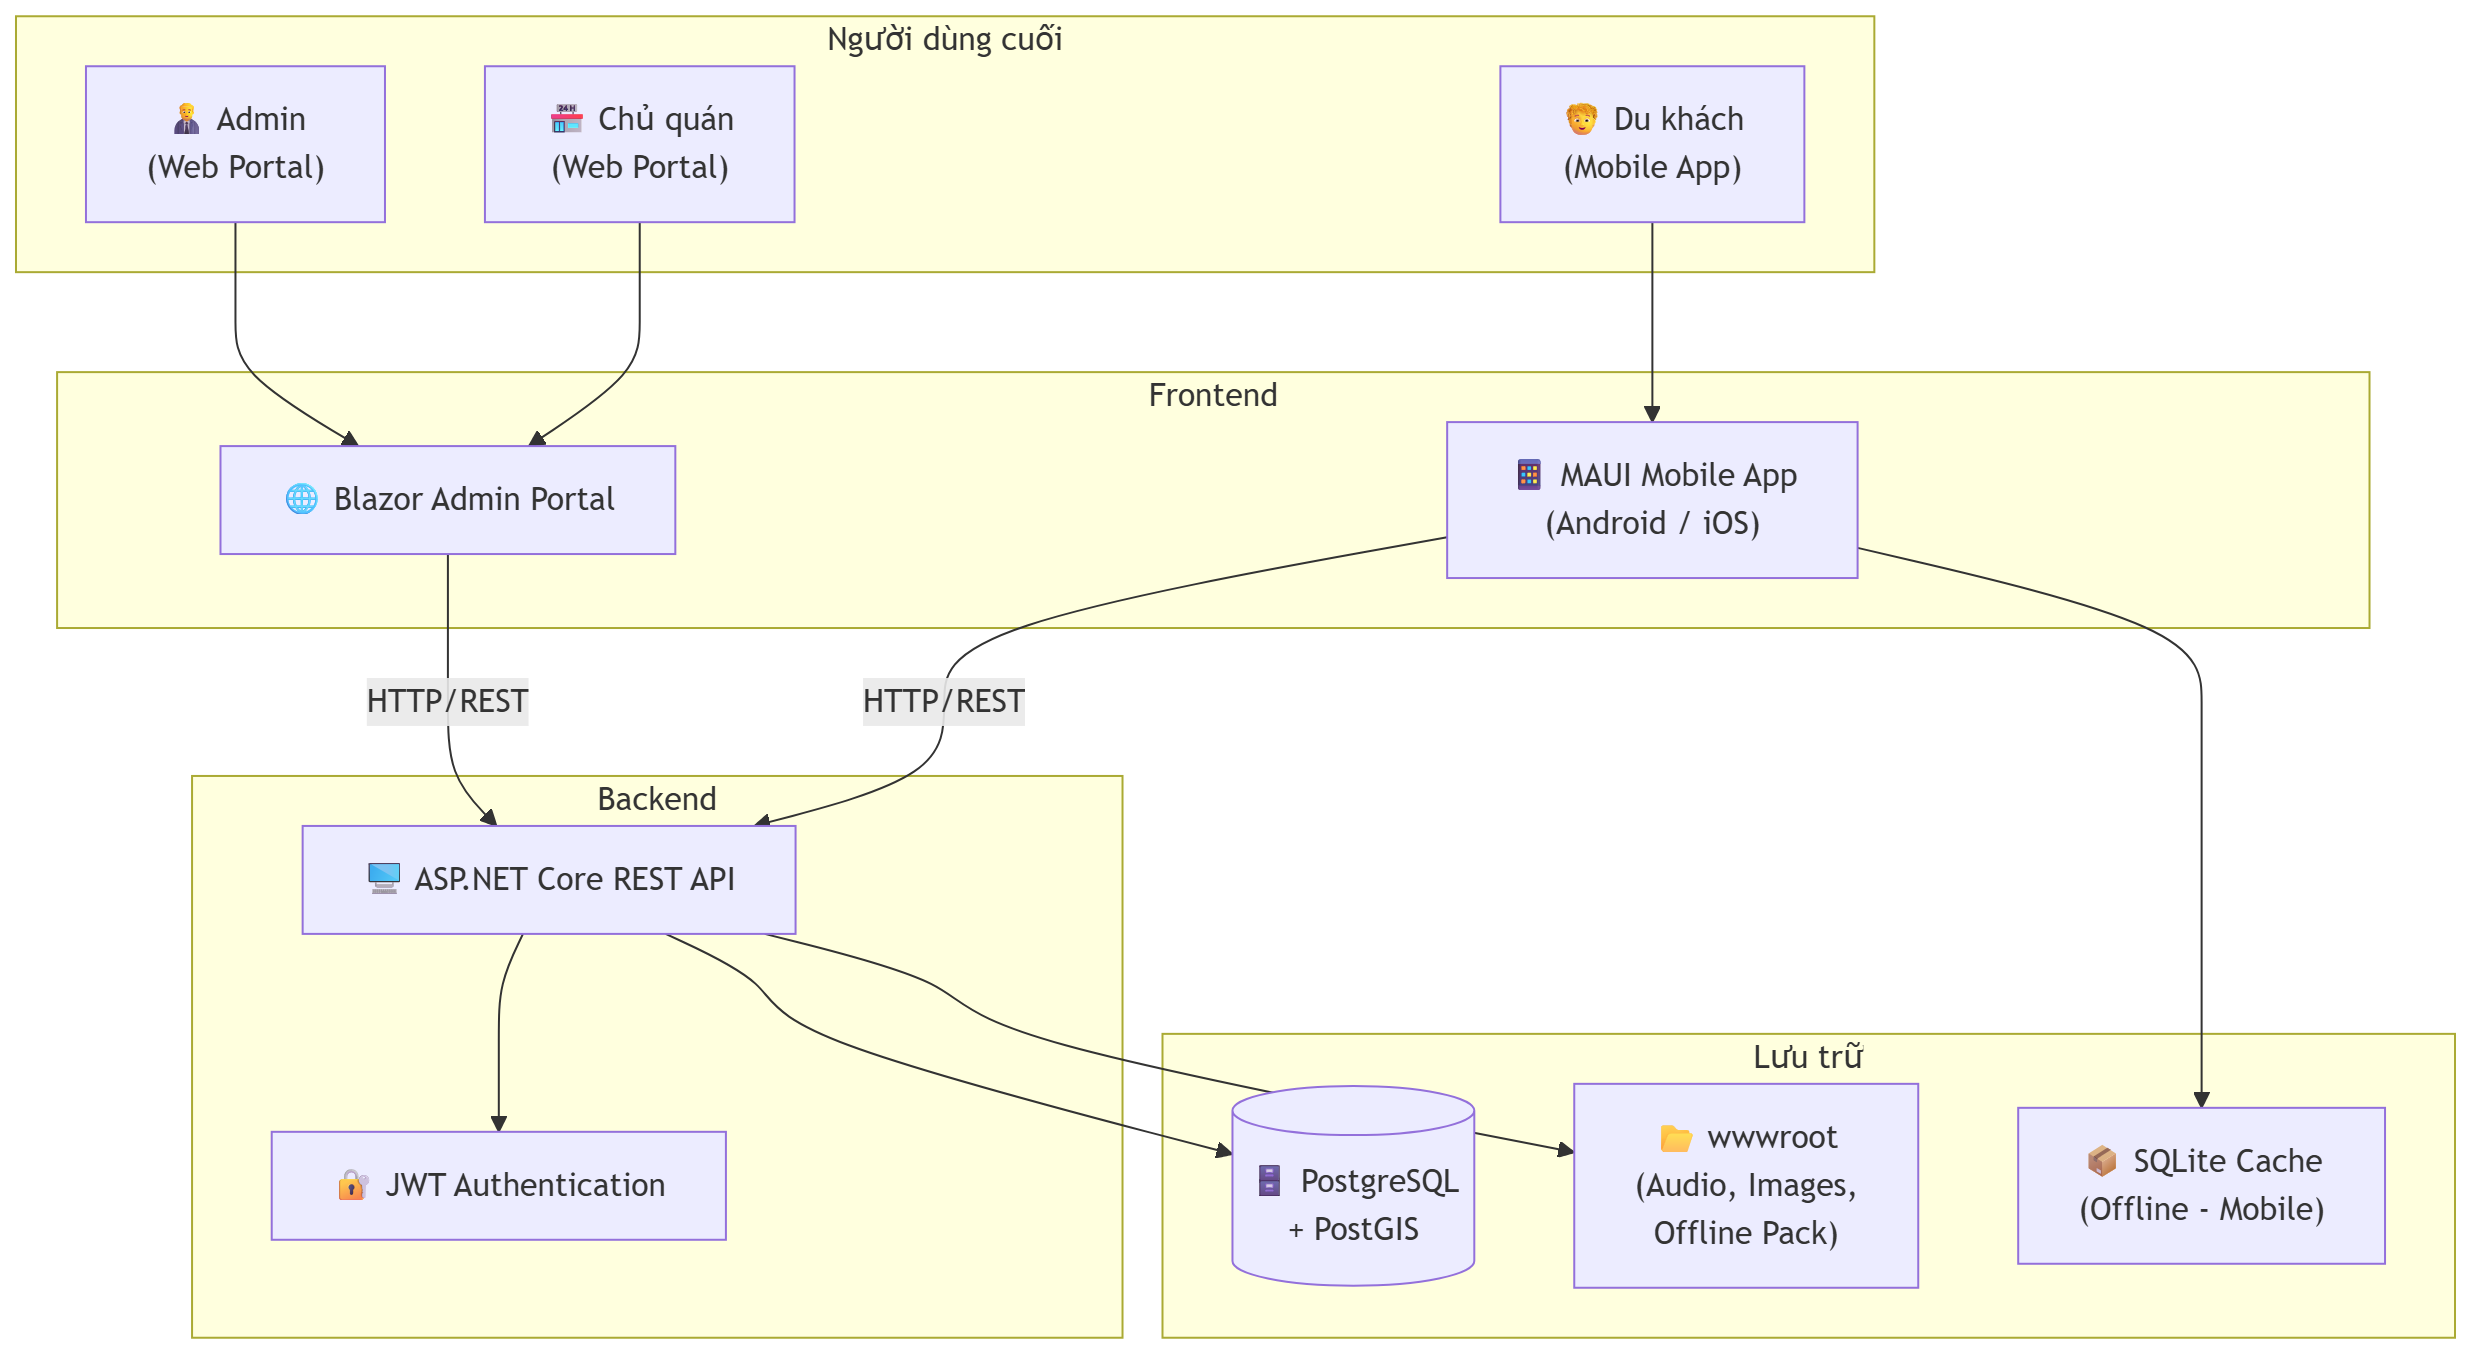 Người dùng cuối
Admin
(Web Portal)
24H
Chủ quán
(Web Portal)
Du khách
(Mobile App)
Frontend
Blazor Admin Portal
MAUI Mobile App
(Android / iOS)
HTTP/REST
HTTP/REST
Backend
ASP.NET Core REST API
JWT Authentication
Lưu trữ
PostgreSQL
+ PostGIS
wwwroot
(Audio, Images,
Offline Pack)
SQLite Cache
(Offline - Mobile)